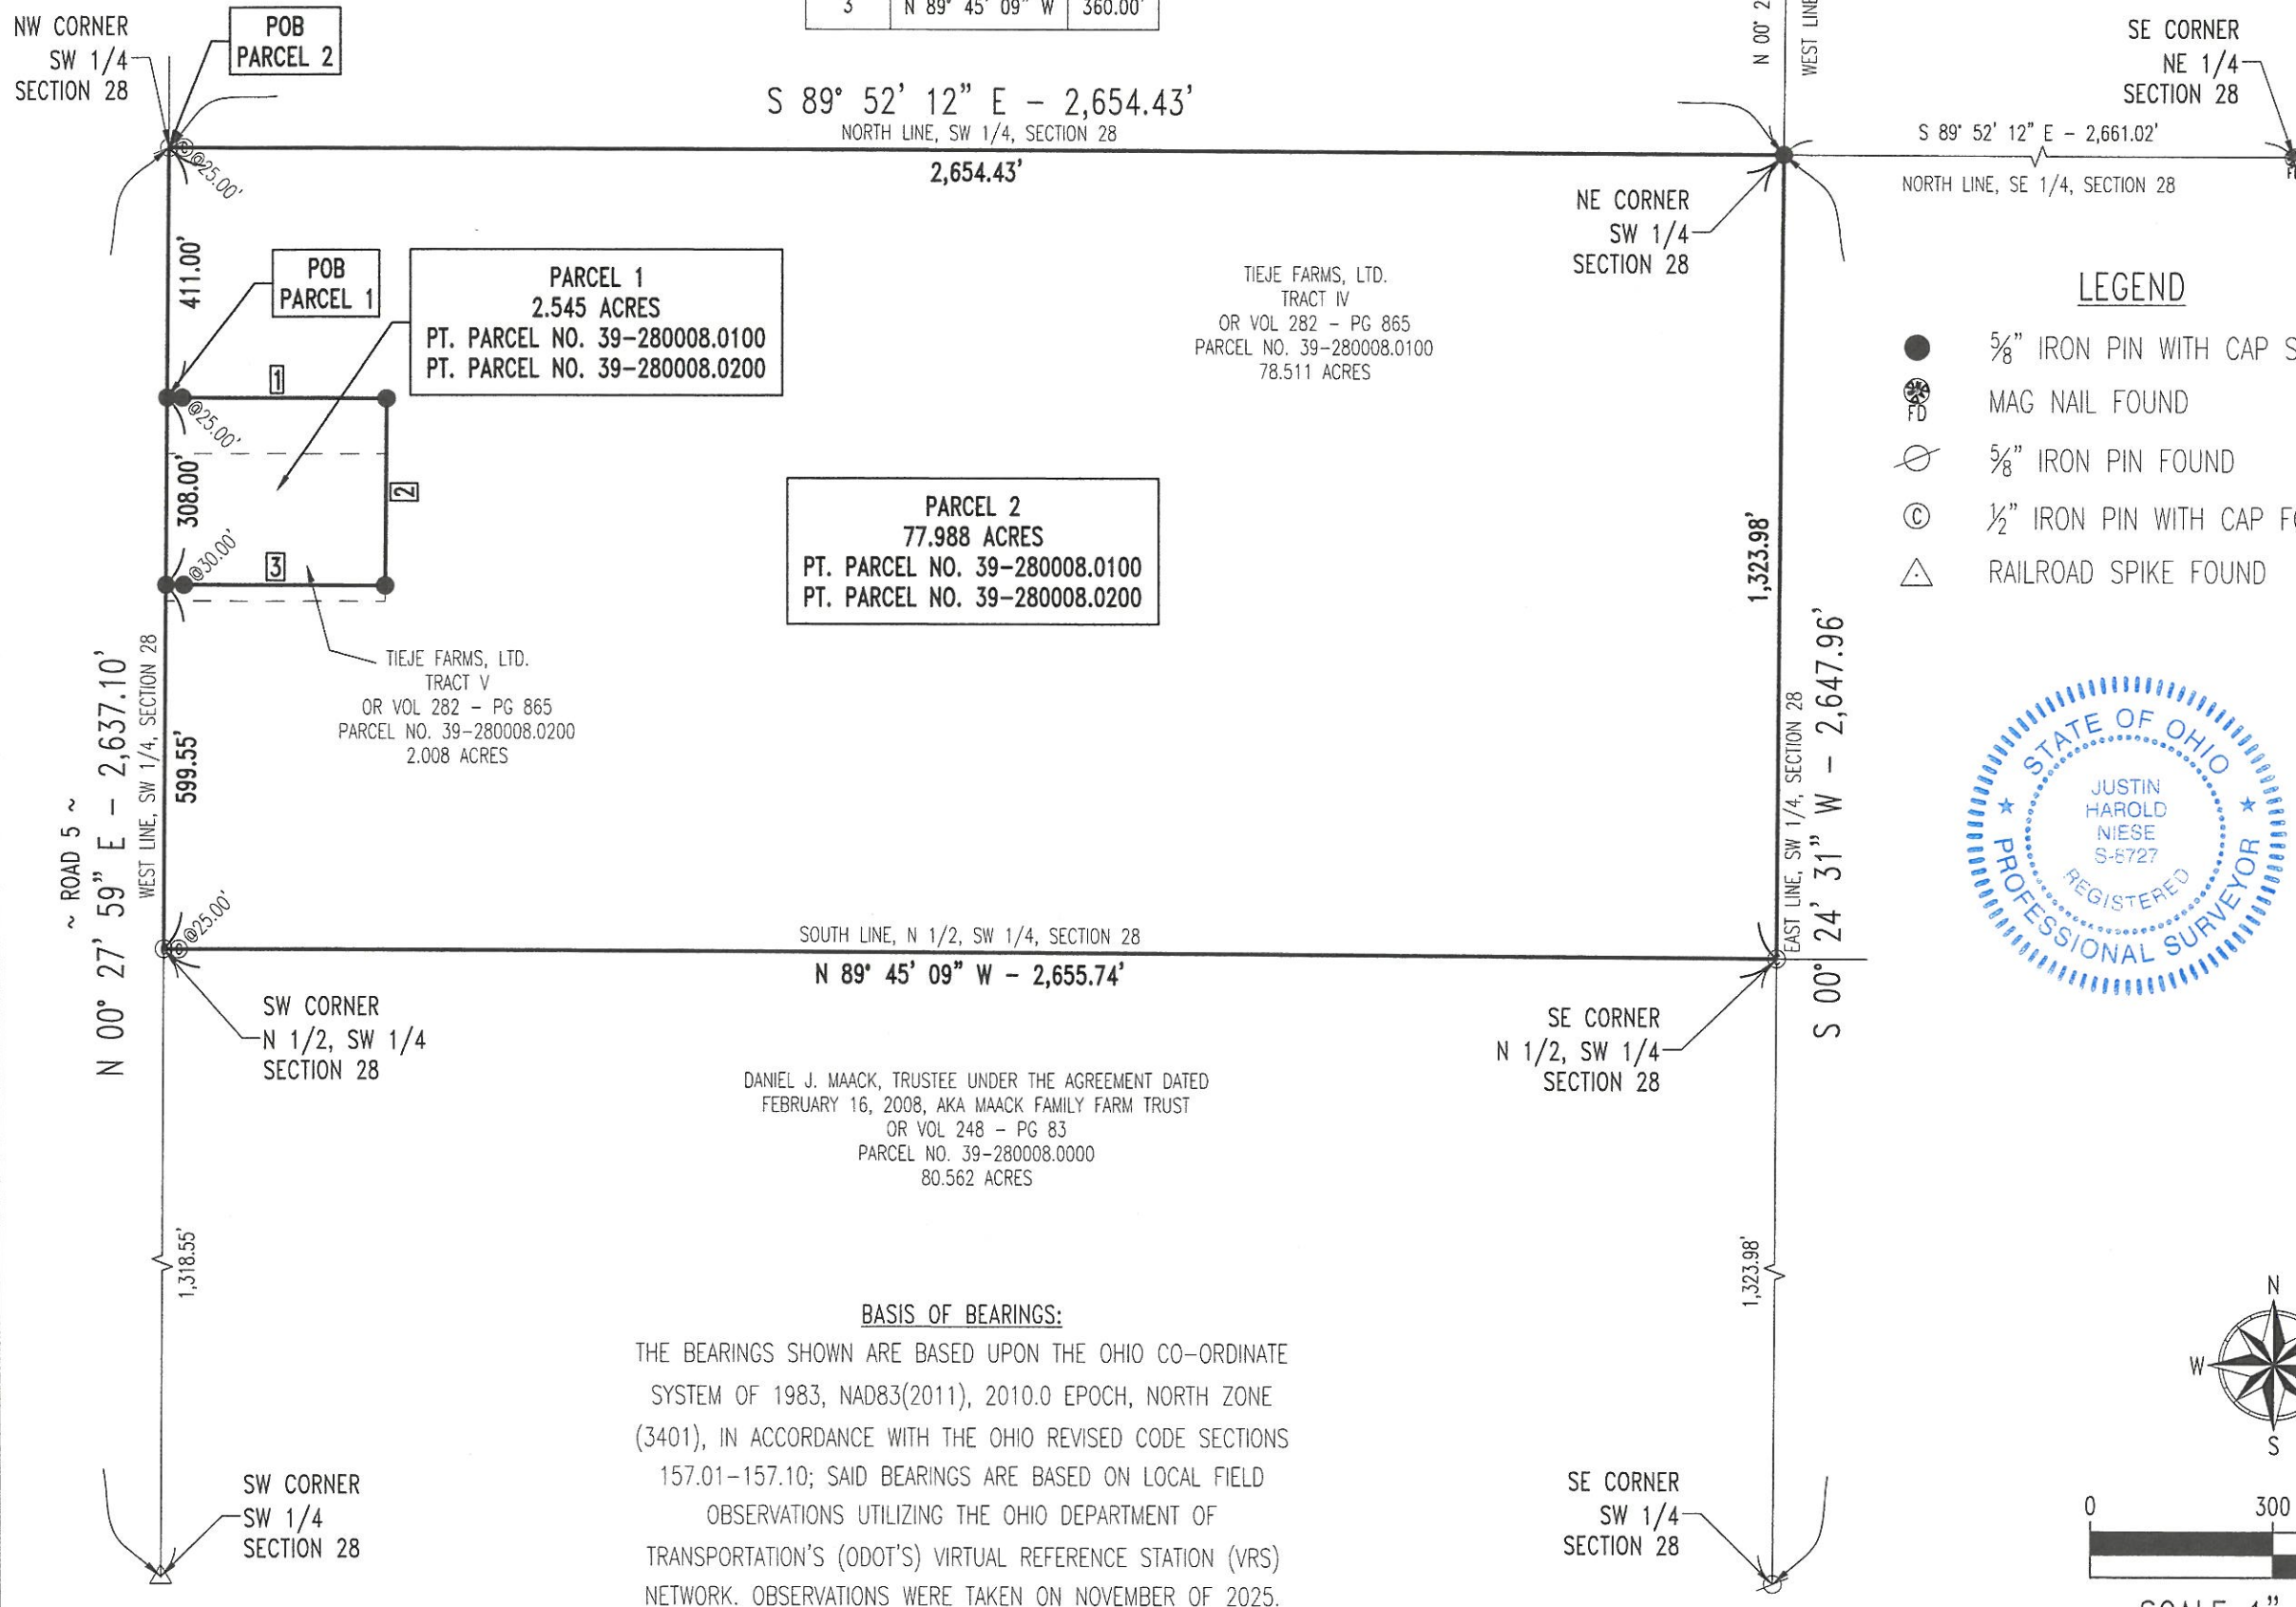 3 N 89° 45' 09" W 360.00'
NW CORNER
SW 1/4
SECTION 28
POB
PARCEL 2
S 89° 52' 12" E - 2,654.43'
NORTH LINE, SW 1/4, SECTION 28
2,654.43'
@25.00'
N 00° 2
WEST LINE
SE CORNER
NE 1/4
SECTION 28
S 89° 52' 12" E - 2,661.02'
NORTH LINE, SE 1/4, SECTION 28
NE CORNER
SW 1/4
SECTION 28
411.00'
POB
PARCEL 1
PARCEL 1
2.545 ACRES
PT. PARCEL NO. 39-280008.0100
PT. PARCEL NO. 39-280008.0200
TIEJE FARMS, LTD.
TRACT IV
OR VOL 282 - PG 865
PARCEL NO. 39-280008.0100
78.511 ACRES
LEGEND
⅝" IRON PIN WITH CAP S
FD
MAG NAIL FOUND
⅝" IRON PIN FOUND
© ½" IRON PIN WITH CAP FO
RAILROAD SPIKE FOUND
1
@25.00'
308.00'
2
@30.00'
3
PARCEL 2
77.988 ACRES
PT. PARCEL NO. 39-280008.0100
PT. PARCEL NO. 39-280008.0200
1,323.98'
TIEJE FARMS, LTD.
TRACT V
OR VOL 282 - PG 865
PARCEL NO. 39-280008.0200
2.008 ACRES
~ ROAD 5 ~
N 00° 27' 59" E - 2,637.10'
WEST LINE, SW 1/4, SECTION 28
599.55'
EAST LINE, SW 1/4, SECTION 28
S 00° 24' 31" W - 2,647.96'
STATE OF OHIO
JUSTIN
HAROLD
NIESE
S-8727
REGISTERED
PROFESSIONAL SURVEYOR
@25.00'
SOUTH LINE, N 1/2, SW 1/4, SECTION 28
N 89° 45' 09" W - 2,655.74'
SW CORNER
N 1/2, SW 1/4
SECTION 28
SE CORNER
N 1/2, SW 1/4
SECTION 28
DANIEL J. MAACK, TRUSTEE UNDER THE AGREEMENT DATED
FEBRUARY 16, 2008, AKA MAACK FAMILY FARM TRUST
OR VOL 248 - PG 83
PARCEL NO. 39-280008.0000
80.562 ACRES
1,318.55'
1,323.98'
BASIS OF BEARINGS:
THE BEARINGS SHOWN ARE BASED UPON THE OHIO CO-ORDINATE
SYSTEM OF 1983, NAD83(2011), 2010.0 EPOCH, NORTH ZONE
(3401), IN ACCORDANCE WITH THE OHIO REVISED CODE SECTIONS
157.01-157.10; SAID BEARINGS ARE BASED ON LOCAL FIELD
OBSERVATIONS UTILIZING THE OHIO DEPARTMENT OF
TRANSPORTATION'S (ODOT'S) VIRTUAL REFERENCE STATION (VRS)
NETWORK. OBSERVATIONS WERE TAKEN ON NOVEMBER OF 2025.
SW CORNER
SW 1/4
SECTION 28
SE CORNER
SW 1/4
SECTION 28
N
W
S
0 300
SCALE 1"